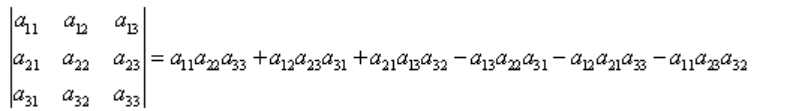 |a₁₁ a₁₂ a₁₃|
|a₂₁ a₂₂ a₂₃| = a₁₁a₂₂a₃₃ + a₁₂a₂₃a₃₁ + a₂₁a₁₃a₃₂ − a₁₃a₂₂a₃₁ − a₁₂a₂₁a₃₃ − a₁₁a₂₃a₃₂
|a₃₁ a₃₂ a₃₃|